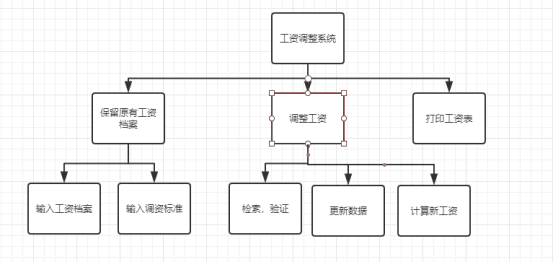 工资调整系统
保留原有工资
档案
调整工资
打印工资表
输入工资档案
输入调资标准
检索，验证
更新数据
计算新工资